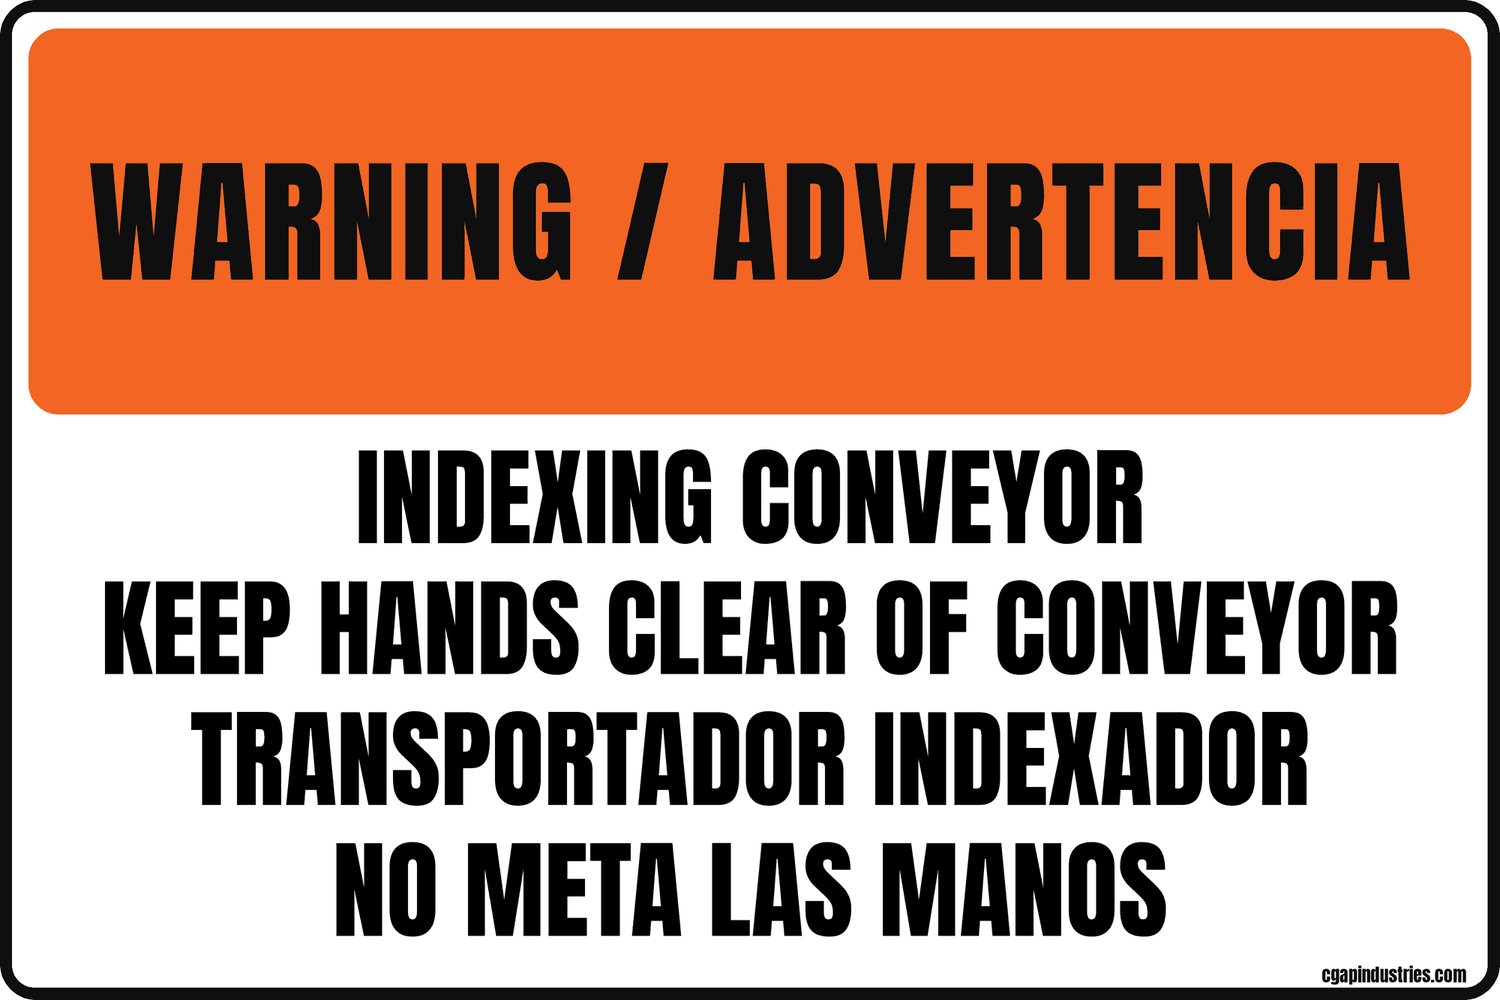 WARNING / ADVERTENCIA
INDEXING CONVEYOR
KEEP HANDS CLEAR OF CONVEYOR
TRANSPORTADOR INDEXADOR
NO META LAS MANOS
cgapindustries.com